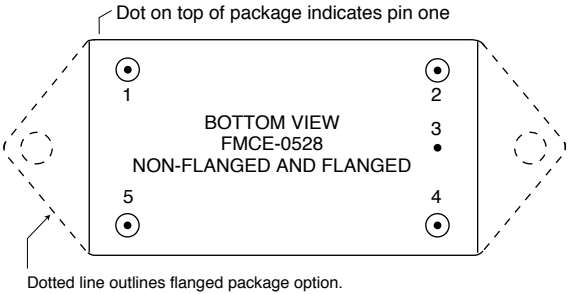 Dot on top of package indicates pin one
1
2
BOTTOM VIEW
FMCE-0528
NON-FLANGED AND FLANGED
3
5
4
Dotted line outlines flanged package option.